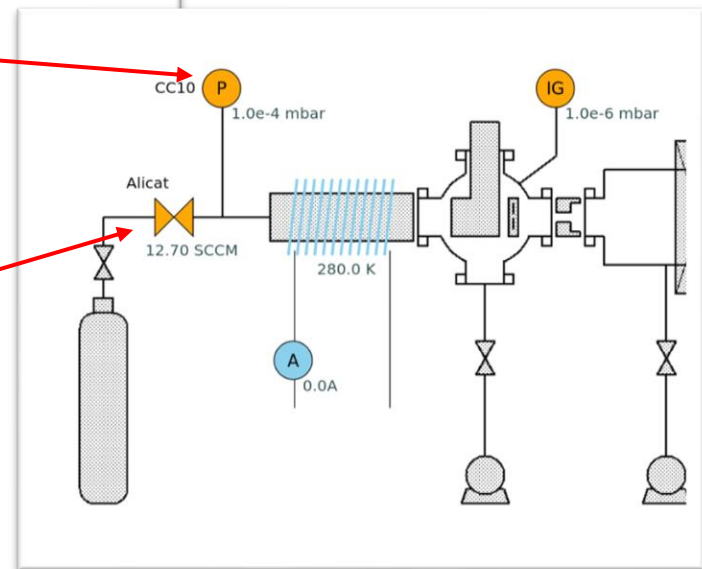 CC10 P
1.0e-4 mbar
IG
1.0e-6 mbar
Alicat
12.70 SCCM
280.0 K
A
0.0A